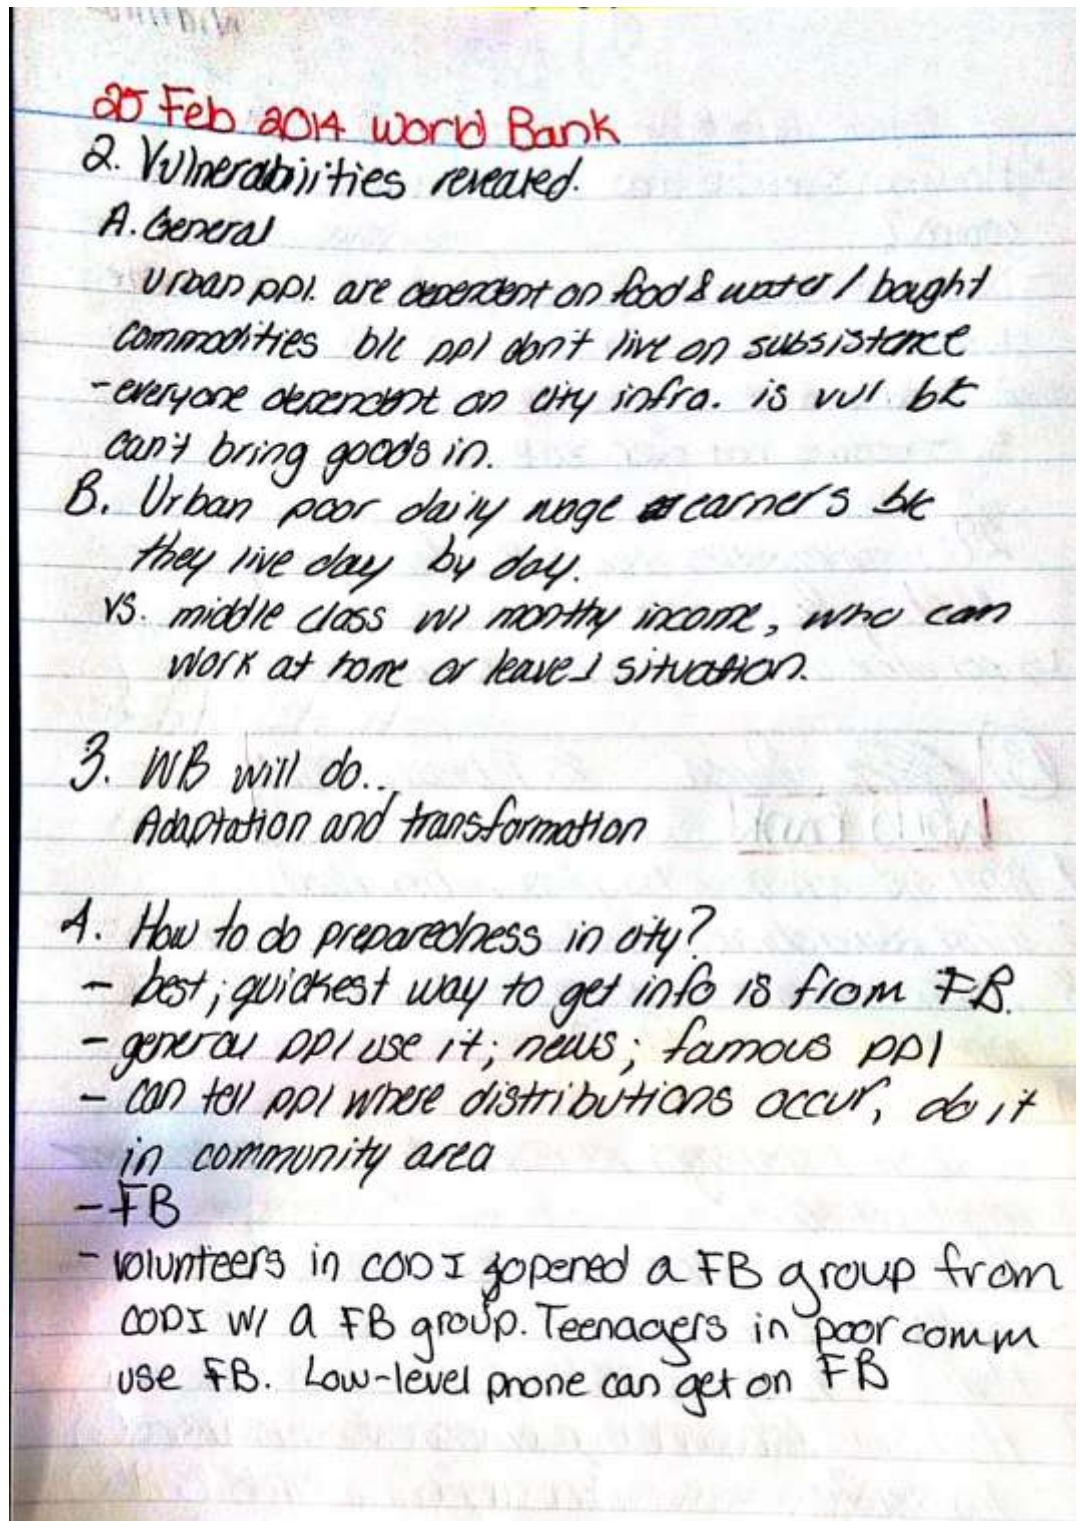 25 Feb 2014 World Bank
2. Vulnerabilities revealed.
A. General
Urban ppl. are dependent on food & water / bought
commodities b/c ppl don't live on subsistence
- everyone dependent on city infra. is vul b/c
can't bring goods in.
B. Urban poor daily wage earners b/c
they live day by day.
vs. middle class w/ monthly income, who can
work at home or leave situation.
3. WB will do..
Adaptation and transformation
4. How to do preparedness in city?
- best; quickest way to get info is from FB.
- general ppl use it; news; famous ppl
- can tell ppl where distributions occur, do it
in community area
- FB
- volunteers in CODI opened a FB group from
CODI w/ a FB group. Teenagers in poor comm
use FB. Low-level phone can get on FB